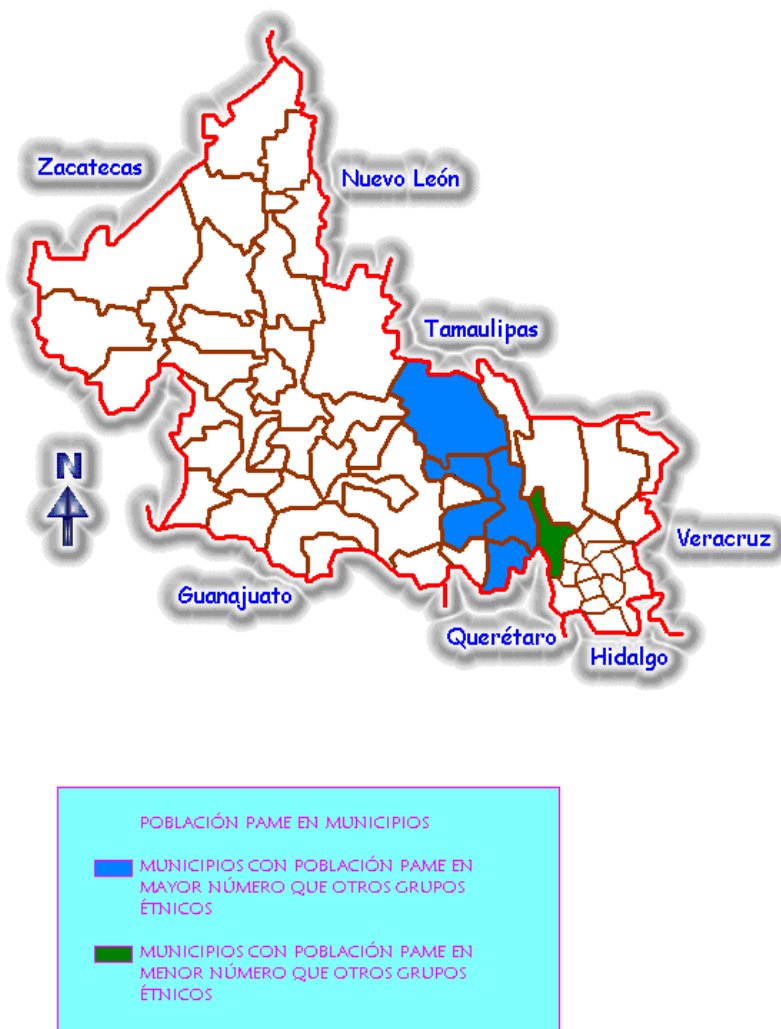 Zacatecas
Nuevo León
Tamaulipas
N
Veracruz
Guanajuato
Querétaro
Hidalgo
POBLACIÓN PAME EN MUNICIPIOS
MUNICIPIOS CON POBLACIÓN PAME EN
MAYOR NÚMERO QUE OTROS GRUPOS
ÉTNICOS
MUNICIPIOS CON POBLACIÓN PAME EN
MENOR NÚMERO QUE OTROS GRUPOS
ÉTNICOS